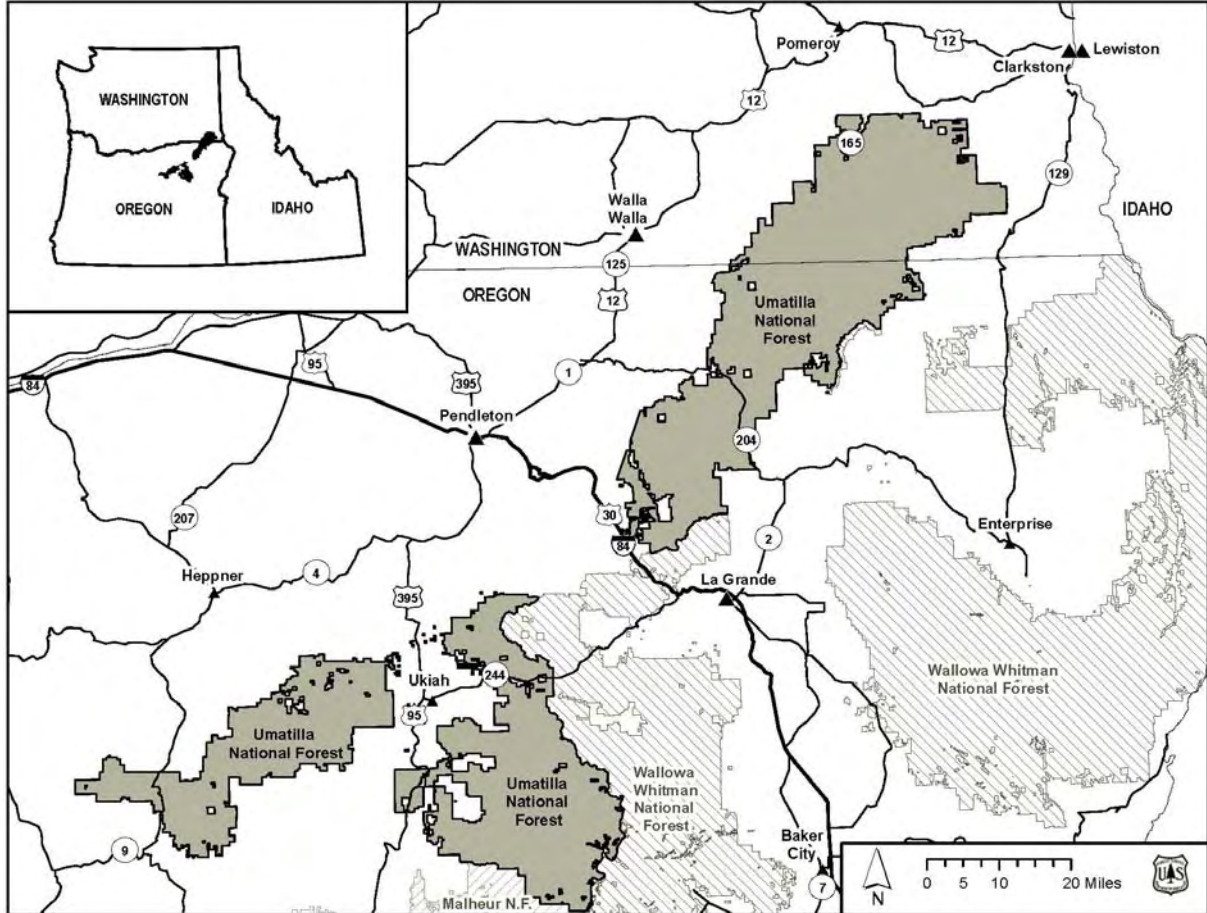 WASHINGTON
OREGON
IDAHO
Pomeroy
12
Clarkston
Lewiston
12
165
129
Walla
Walla
IDAHO
WASHINGTON
125
OREGON
12
Umatilla
National
Forest
95
84
395
1
Pendleton
204
207
30
Enterprise
84
2
Heppner
4
La Grande
395
Ukiah
244
Wallowa Whitman
National Forest
95
Umatilla
National Forest
Umatilla
National
Forest
Wallowa
Whitman
National
Forest
9
Baker
City
7
Malheur N.F.
N
0 5 10 20 Miles
U S